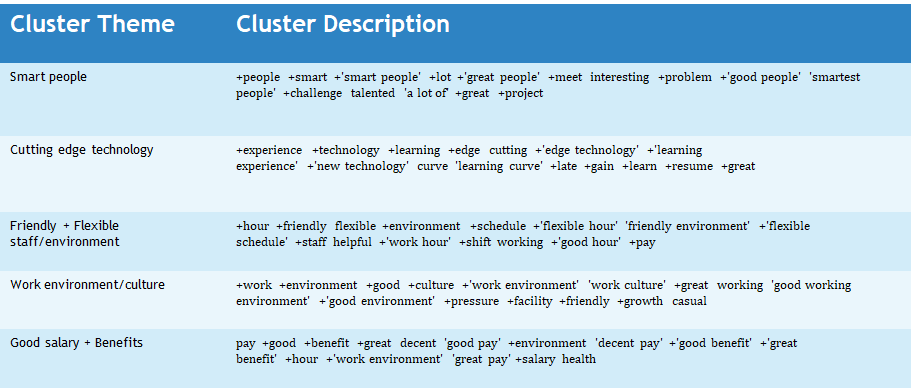 Cluster Theme Cluster Description
Smart people +people +smart +'smart people' +lot +'great people' +meet interesting +problem +'good people' 'smartest
people' +challenge talented 'a lot of' +great +project
Cutting edge technology +experience +technology +learning +edge cutting +'edge technology' +'learning
experience' +'new technology' curve 'learning curve' +late +gain +learn +resume +great
Friendly + Flexible +hour +friendly flexible +environment +schedule +'flexible hour' 'friendly environment' +'flexible
staff/environment schedule' +staff helpful +'work hour' +shift working +'good hour' +pay
Work environment/culture +work +environment +good +culture +'work environment' 'work culture' +great working 'good working
environment' +'good environment' +pressure +facility +friendly +growth casual
Good salary + Benefits pay +good +benefit +great decent 'good pay' +environment 'decent pay' +'good benefit' +'great
benefit' +hour +'work environment' 'great pay' +salary health